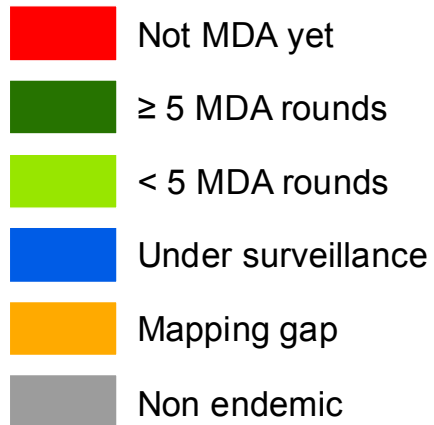 Not MDA yet
≥ 5 MDA rounds
< 5 MDA rounds
Under surveillance
Mapping gap
Non endemic